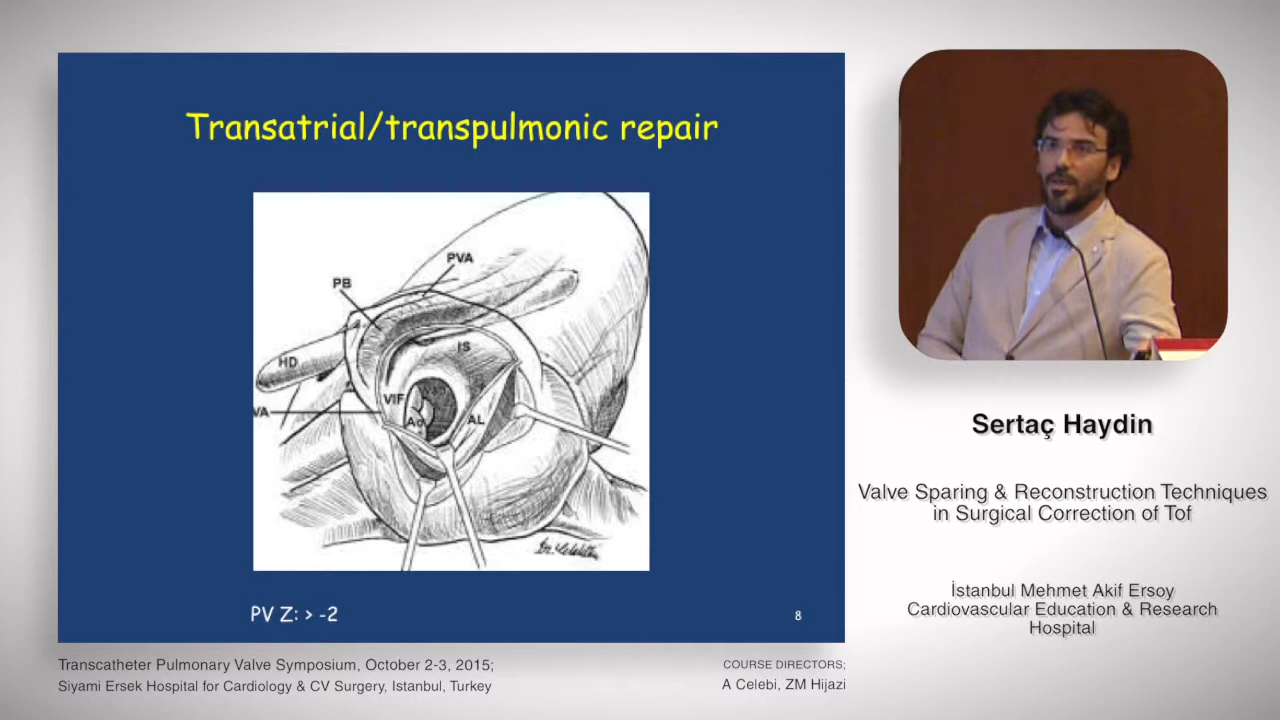 Transatrial/transpulmonic repair
PVA
PB
IS
HD
VIF
VA
Ao
AL
PV Z: > -2
8
Sertaç Haydin
Valve Sparing & Reconstruction Techniques
in Surgical Correction of Tof
İstanbul Mehmet Akif Ersoy
Cardiovascular Education & Research
Hospital
Transcatheter Pulmonary Valve Symposium, October 2-3, 2015;
Siyami Ersek Hospital for Cardiology & CV Surgery, Istanbul, Turkey
COURSE DIRECTORS;
A Celebi, ZM Hijazi